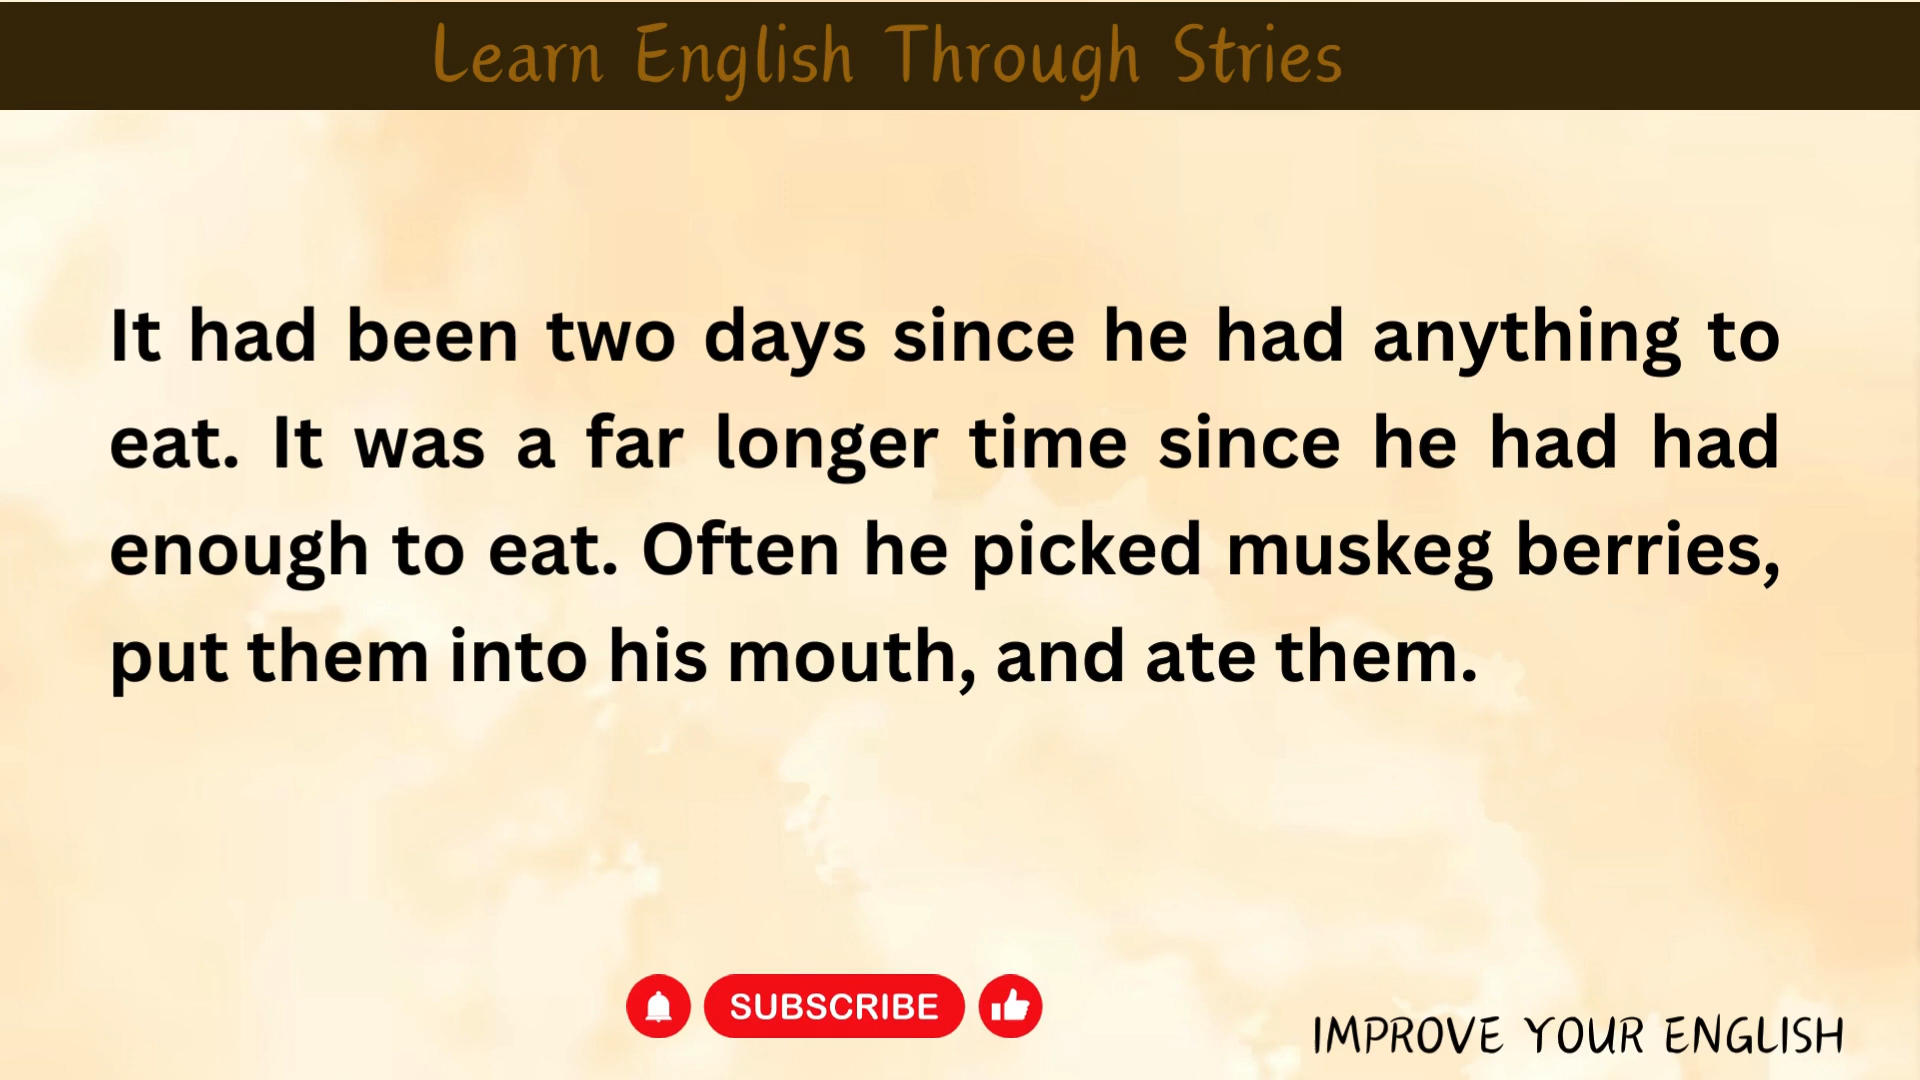 Learn English Through Stries
It had been two days since he had anything to
eat. It was a far longer time since he had had
enough to eat. Often he picked muskeg berries,
put them into his mouth, and ate them.
SUBSCRIBE
IMPROVE YOUR ENGLISH